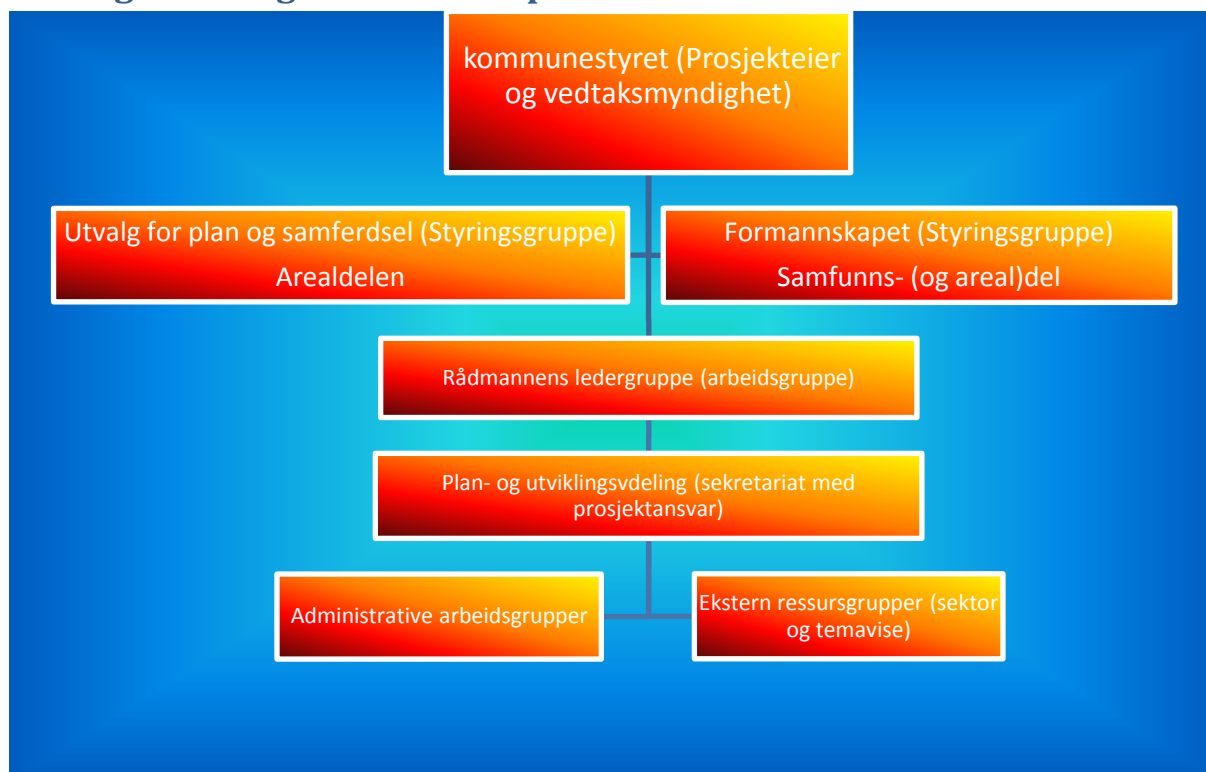 kommunestyret (Prosjekteier
og vedtaksmyndighet)
Utvalg for plan og samferdsel (Styringsgruppe)
Arealdelen
Formannskapet (Styringsgruppe)
Samfunns- (og areal)del
Rådmannens ledergruppe (arbeidsgruppe)
Plan- og utviklingsvdeling (sekretariat med
prosjektansvar)
Administrative arbeidsgrupper
Ekstern ressursgrupper (sektor
og temavise)